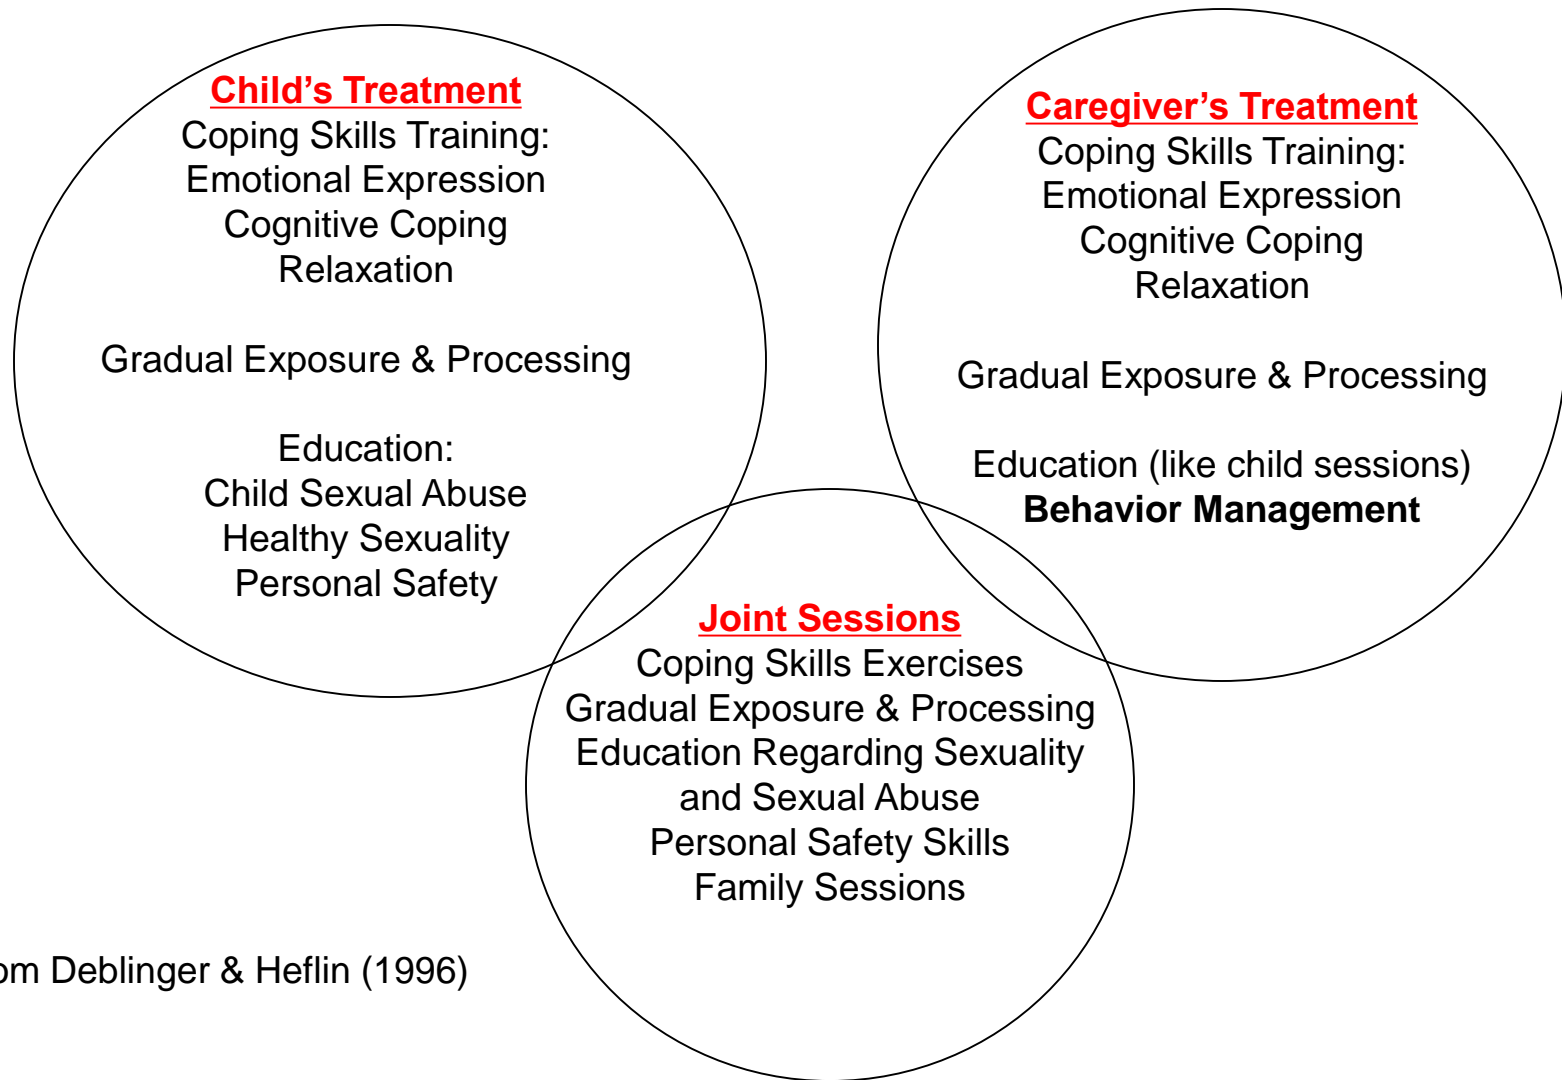 Child's Treatment
Coping Skills Training:
Emotional Expression
Cognitive Coping
Relaxation
Gradual Exposure & Processing
Education:
Child Sexual Abuse
Healthy Sexuality
Personal Safety
Caregiver's Treatment
Coping Skills Training:
Emotional Expression
Cognitive Coping
Relaxation
Gradual Exposure & Processing
Education (like child sessions)
Behavior Management
Joint Sessions
Coping Skills Exercises
Gradual Exposure & Processing
Education Regarding Sexuality
and Sexual Abuse
Personal Safety Skills
Family Sessions
Deblinger & Heflin (1996)